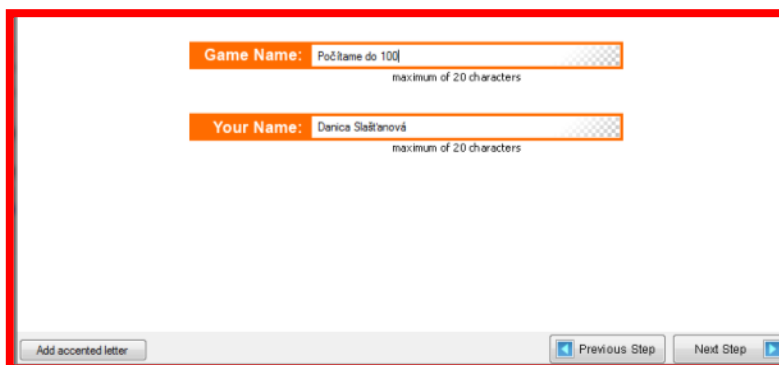 Game Name: Počítame do 100
maximum of 20 characters
Your Name: Danica Slašťanová
maximum of 20 characters
Add accented letter
Previous Step
Next Step